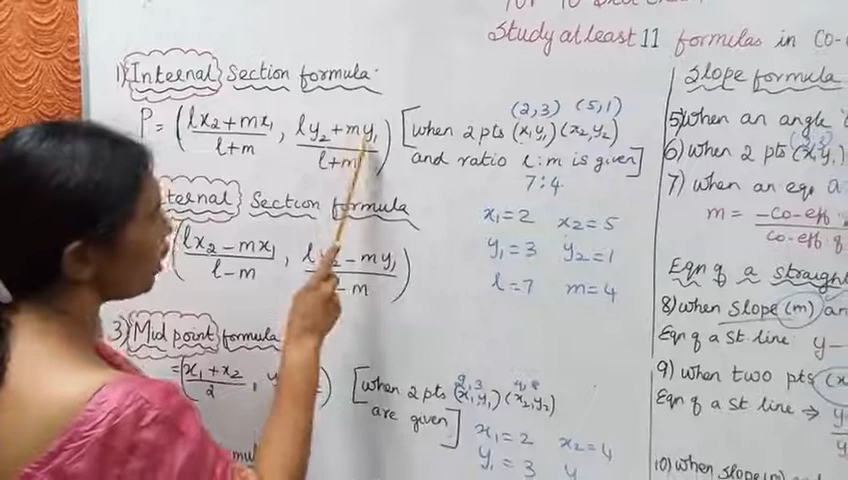 Study at least 11 formulas in Co-
1) Internal Section formula
P = (lx₂+mx₁/l+m, ly₂+my₁/l+m) [when 2 pts (x₁y₁)(x₂,y₂)
(2,3) (5,1)
and ratio l:m is given]
7:4
x₁=2 x₂=5
y₁=3 y₂=1
l=7 m=4
Section formula
(lx₂-mx₁/l-m, -my₁/m)
3) Mid point formula
=(x₁+x₂/2, ) [when 2 pts (x₁,y₁)(x₂,y₂)
2,3
are given]
x₁=2 x₂=4
y₁=3 y
Slope formula
5) When an angle
6) when 2 pts (x₁y₁)
7) when an eqn a
m = -co-eff
co-eff
Eqn of a straight
8) when slope (m) an
Eqn of a st. line: y-
9) when two pts (x
Eqn of a st line → y
10) when slope(m)